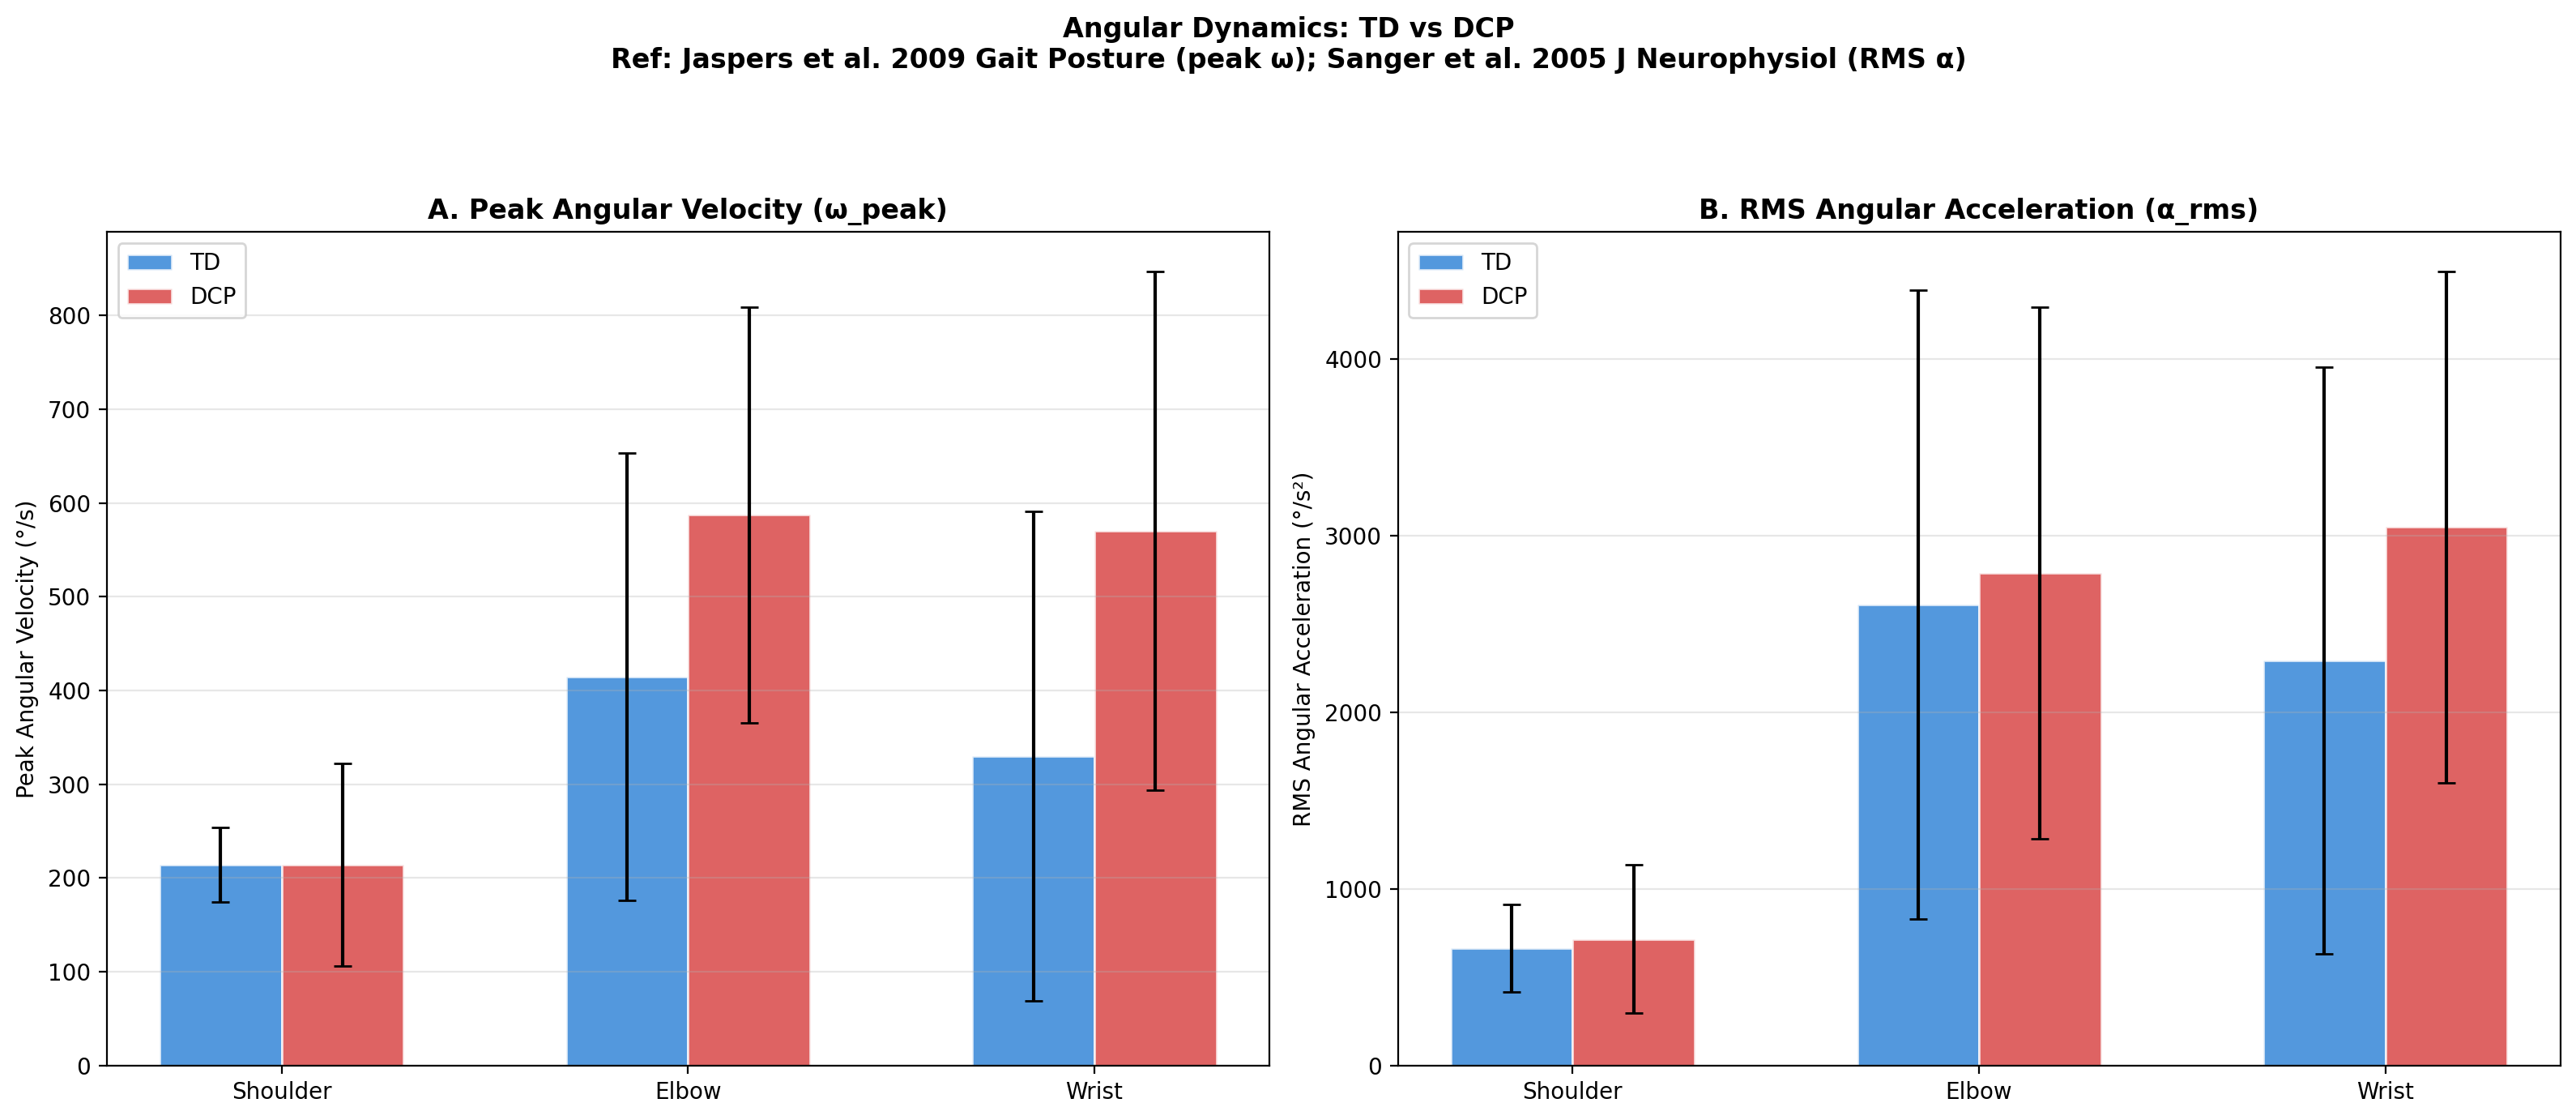 Angular Dynamics: TD vs DCP
Ref: Jaspers et al. 2009 Gait Posture (peak ω); Sanger et al. 2005 J Neurophysiol (RMS α)
A. Peak Angular Velocity (ω_peak)
TD
DCP
Peak Angular Velocity (°/s)
800
700
600
500
400
300
200
100
0
Shoulder
Elbow
Wrist
B. RMS Angular Acceleration (α_rms)
TD
DCP
RMS Angular Acceleration (°/s²)
4000
3000
2000
1000
0
Shoulder
Elbow
Wrist